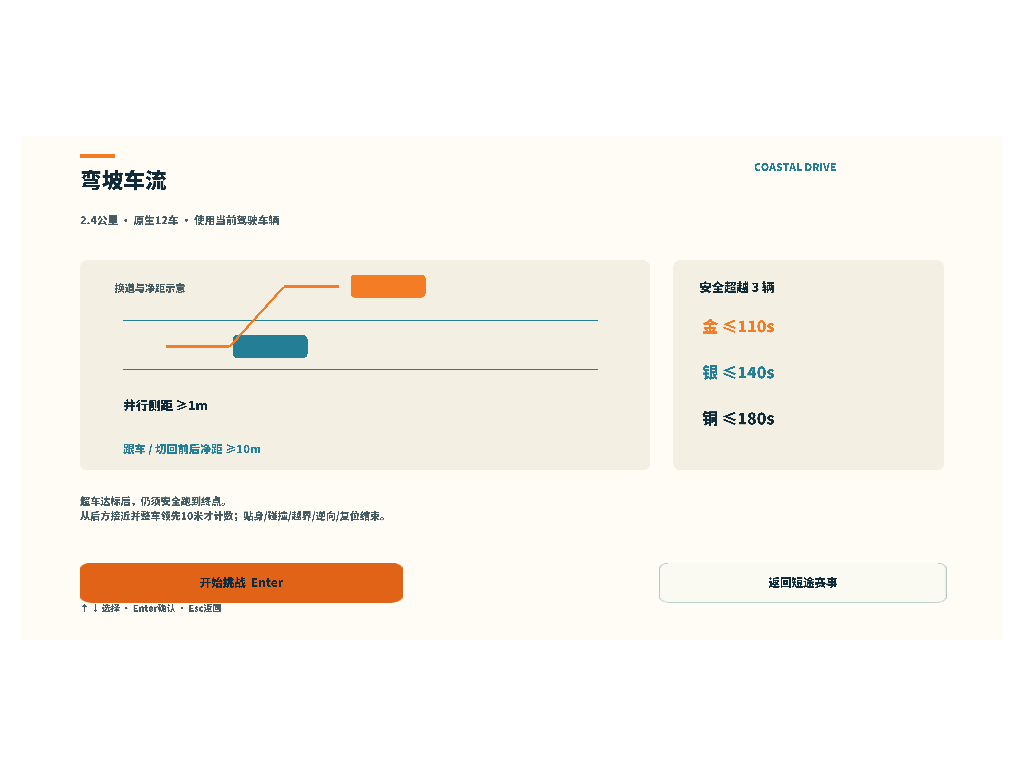 弯坡车流
COASTAL DRIVE
2.4公里 · 原生12车 · 使用当前驾驶车辆
换道与净距示意
并行侧距 ≥1m
跟车 / 切回前后净距 ≥10m
安全超越 3 辆
金 ≤110s
银 ≤140s
铜 ≤180s
超车达标后，仍须安全跑到终点。
从后方接近并整车领先10米才计数；贴身/碰撞/越界/逆向/复位结束。
开始挑战 Enter
返回短途赛事
↑ ↓ 选择 · Enter确认 · Esc返回